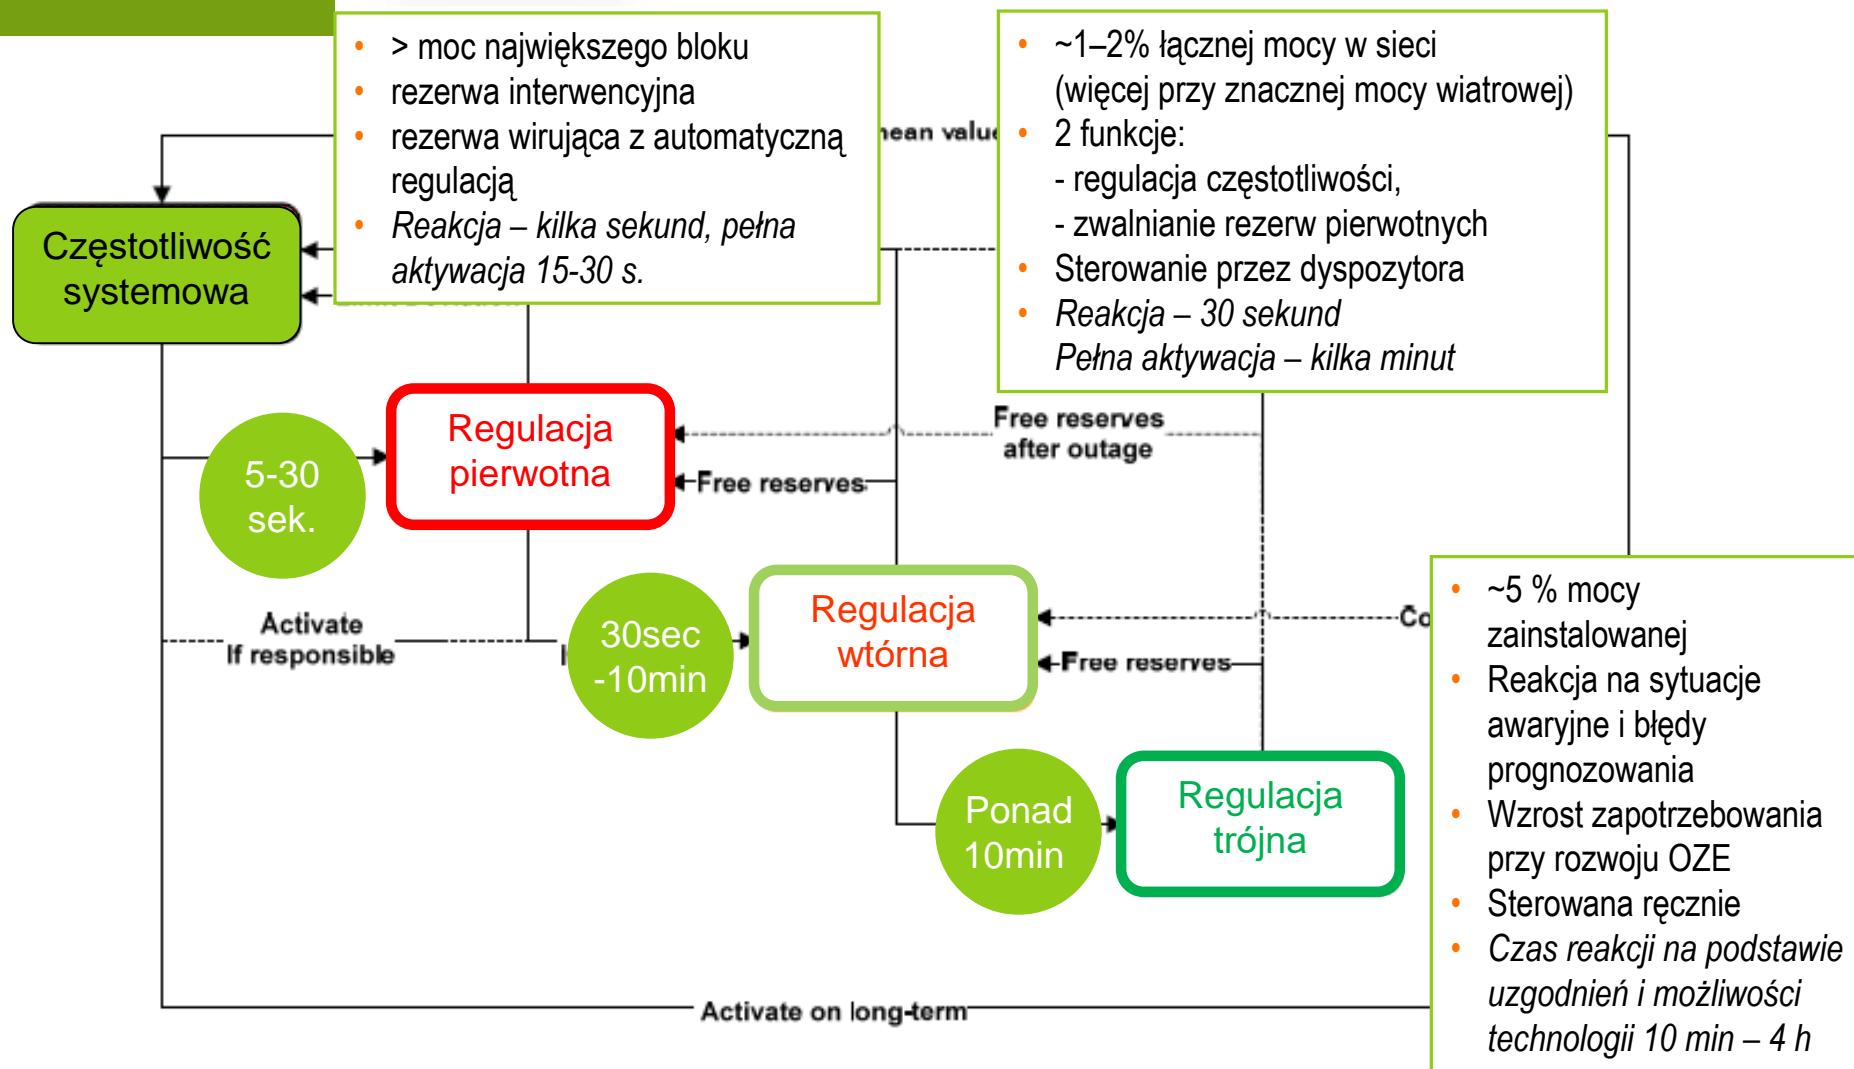 • > moc największego bloku
• rezerwa interwencyjna
• rezerwa wirująca z automatyczną
regulacją
• Reakcja – kilka sekund, pełna
aktywacja 15-30 s.
mean value
• ~1–2% łącznej mocy w sieci
(więcej przy znacznej mocy wiatrowej)
• 2 funkcje:
- regulacja częstotliwości,
- zwalnianie rezerw pierwotnych
• Sterowanie przez dyspozytora
• Reakcja – 30 sekund
Pełna aktywacja – kilka minut
Częstotliwość
systemowa
Regulacja
pierwotna
5-30
sek.
Free reserves
after outage
Free reserves
Activate
If responsible
30sec
-10min
Regulacja
wtórna
Free reserves
Co
Ponad
10min
Regulacja
trójna
• ~5 % mocy
zainstalowanej
• Reakcja na sytuacje
awaryjne i błędy
prognozowania
• Wzrost zapotrzebowania
przy rozwoju OZE
• Sterowana ręcznie
• Czas reakcji na podstawie
uzgodnień i możliwości
technologii 10 min – 4 h
Activate on long-term